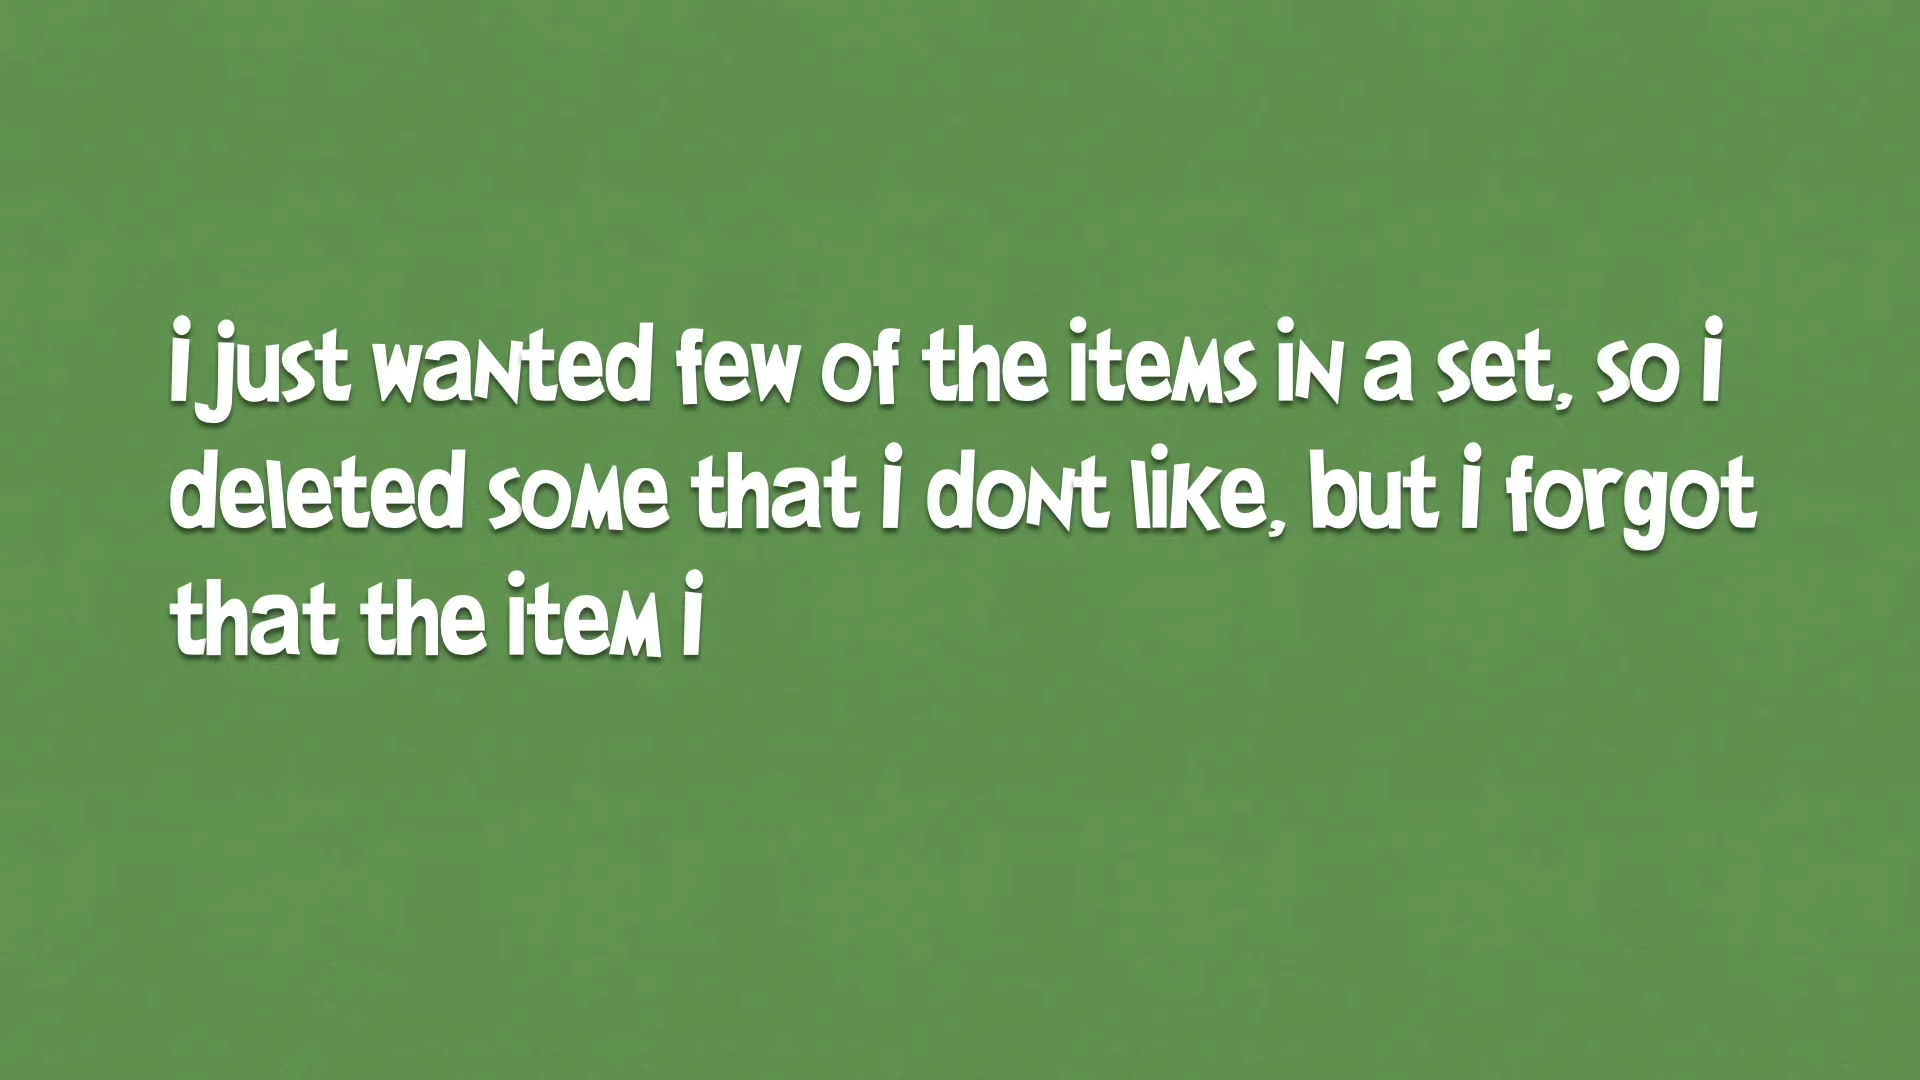 I just wanted few of the items in a set, so I
deleted some that I dont like, but I forgot
that the item I